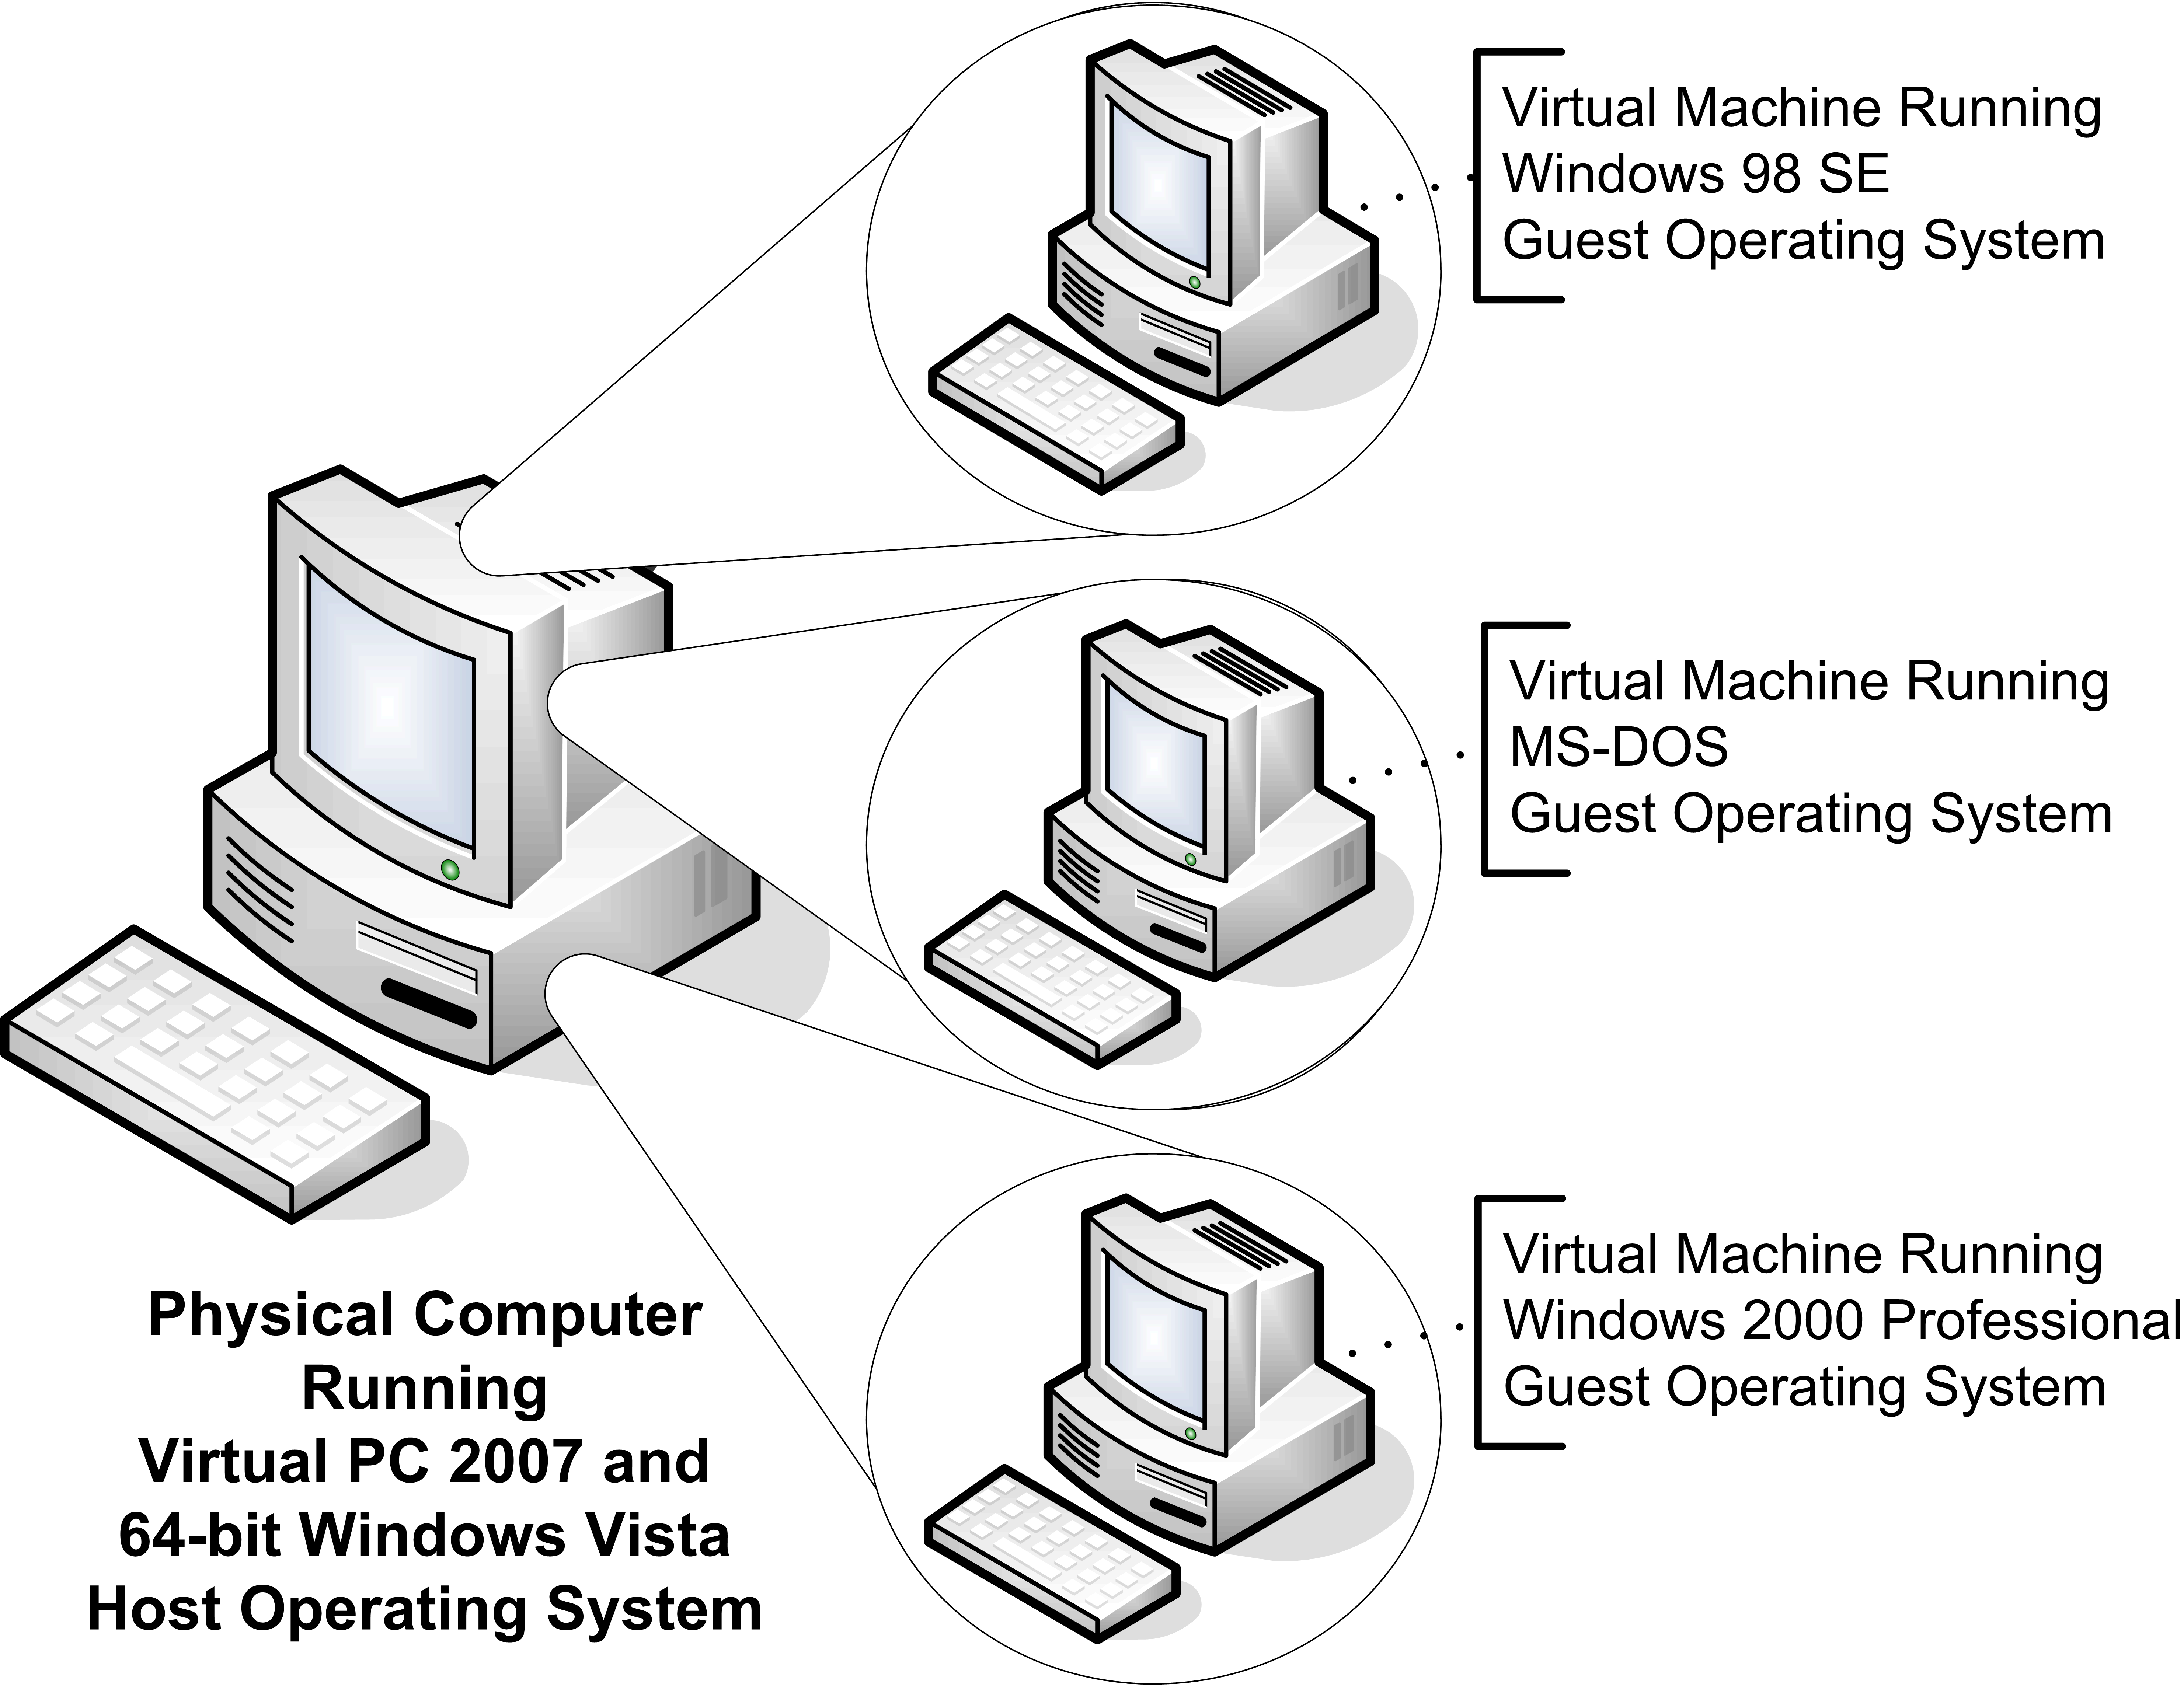 Virtual Machine Running
Windows 98 SE
Guest Operating System
Virtual Machine Running
MS-DOS
Guest Operating System
Virtual Machine Running
Windows 2000 Professional
Guest Operating System
Physical Computer
Running
Virtual PC 2007 and
64-bit Windows Vista
Host Operating System